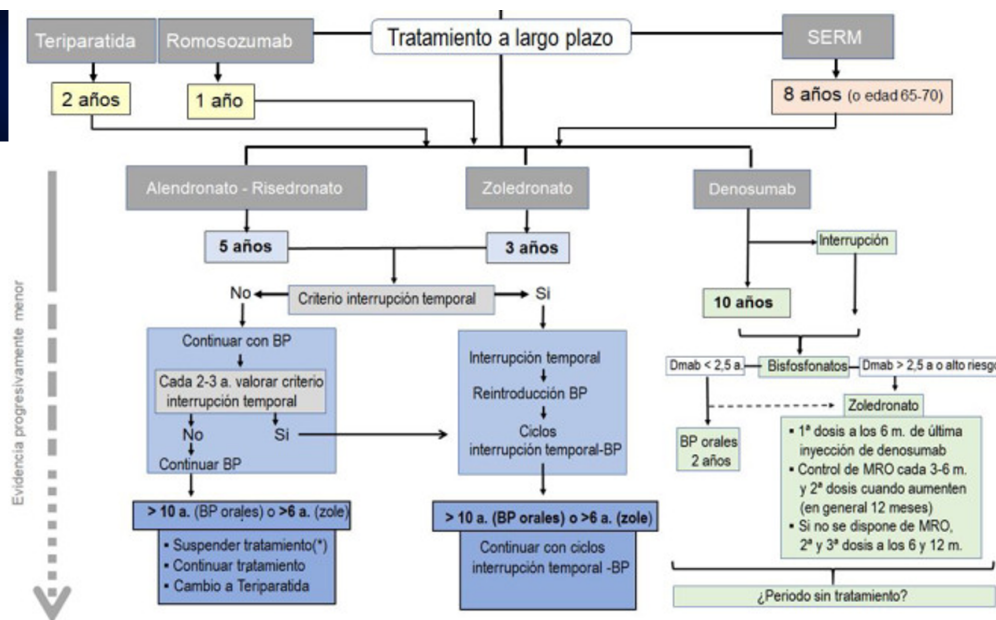 Teriparatida
Romosozumab
Tratamiento a largo plazo
SERM
2 años
1 año
8 años (o edad 65-70)
Alendronato - Risedronato
Zoledronato
Denosumab
5 años
3 años
Interrupción
No
Criterio interrupción temporal
Si
10 años
Evidencia progresivamente menor
Continuar con BP
Cada 2-3 a. valorar criterio
interrupción temporal
No
Si
Continuar BP
Interrupción temporal
Reintroducción BP
Ciclos
interrupción temporal-BP
Dmab < 2,5 a.
Bisfosfonatos
Dmab > 2,5 a o alto riesgo
BP orales
2 años
Zoledronato
▪ 1ª dosis a los 6 m. de última
inyección de denosumab
▪ Control de MRO cada 3-6 m.
y 2ª dosis cuando aumenten
(en general 12 meses)
▪ Si no se dispone de MRO,
2ª y 3ª dosis a los 6 y 12 m.
> 10 a. (BP orales) o >6 a. (zole)
▪ Suspender tratamiento(*)
▪ Continuar tratamiento
▪ Cambio a Teriparatida
> 10 a. (BP orales) o >6 a. (zole)
Continuar con ciclos
interrupción temporal -BP
¿Periodo sin tratamiento?